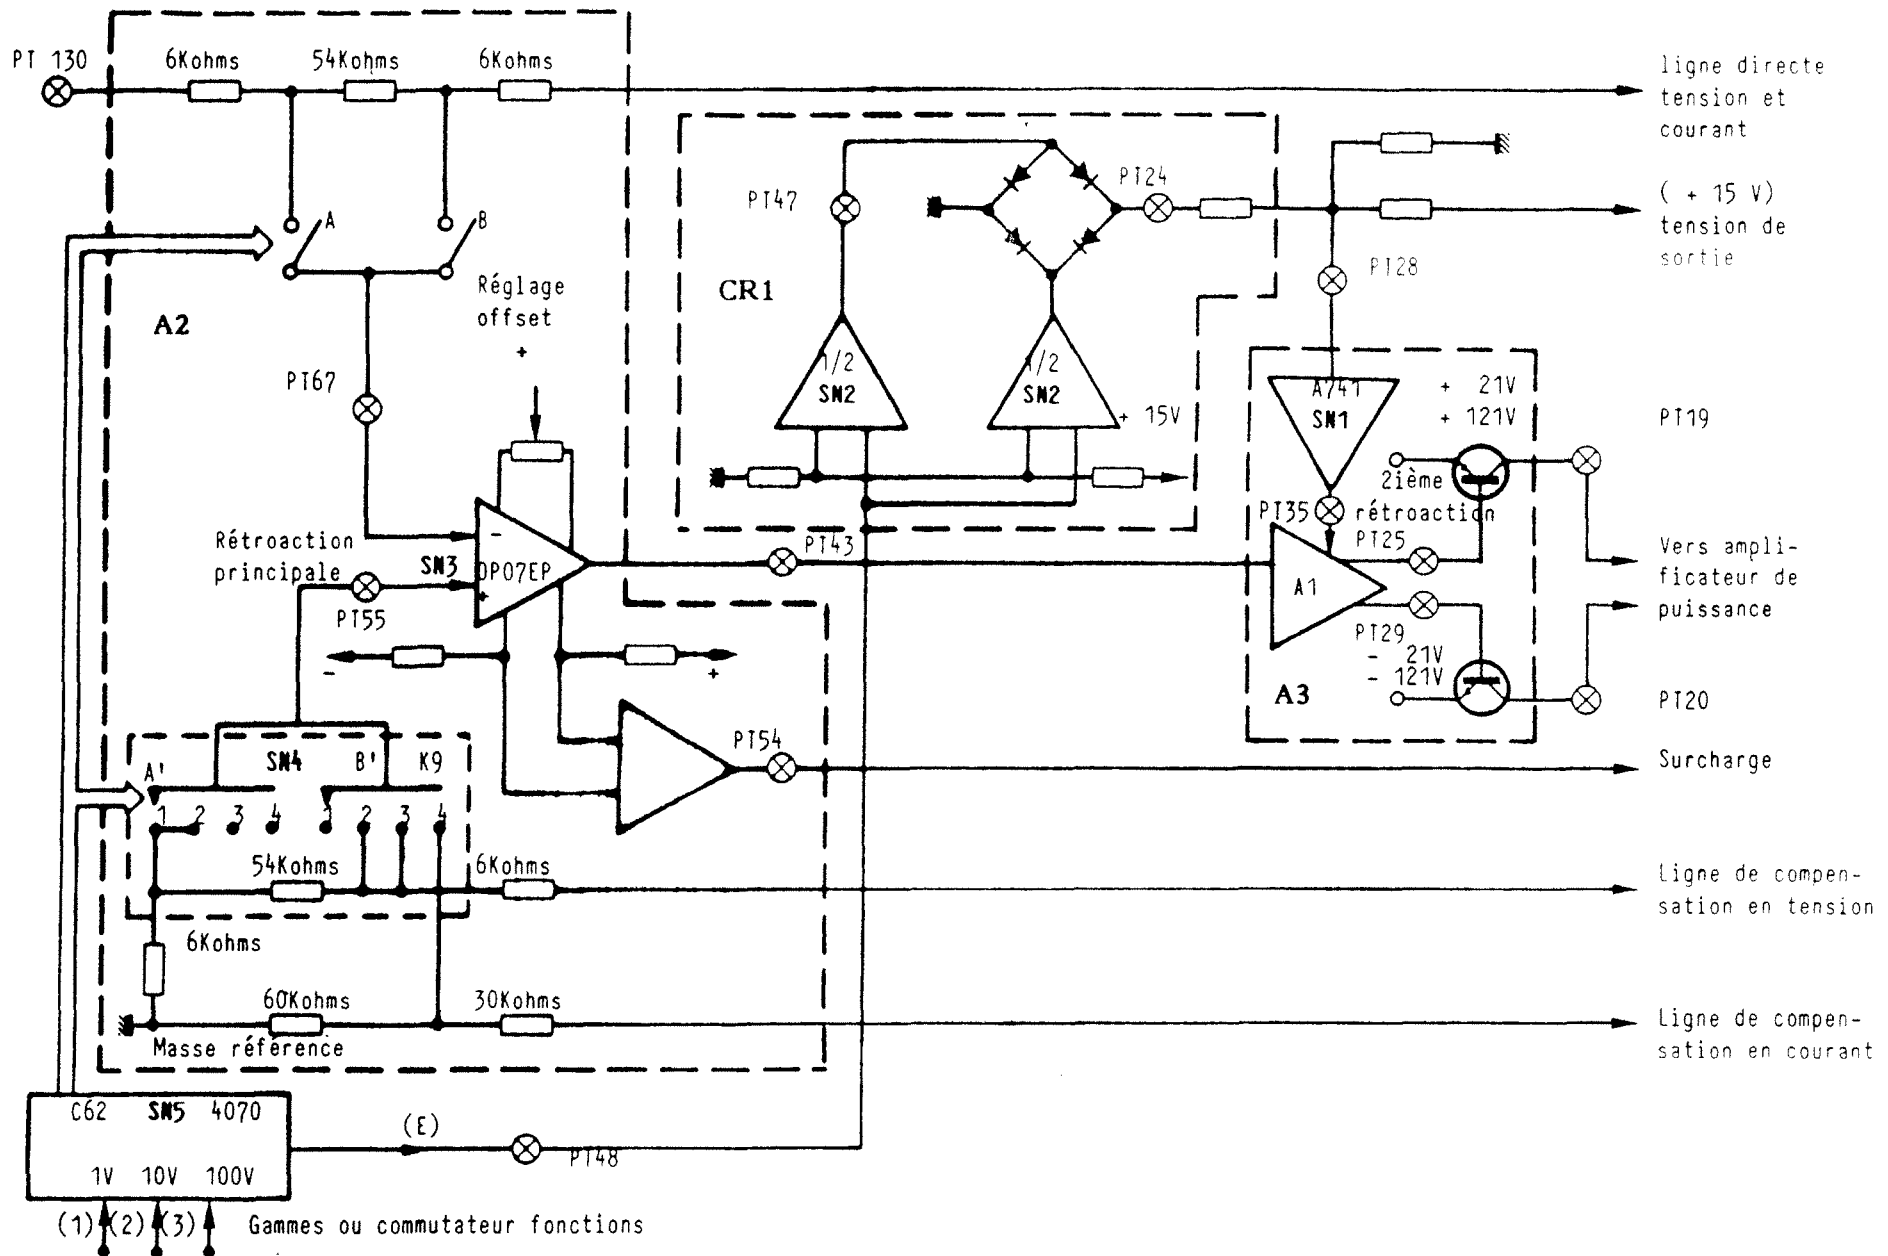 PT 130
6Kohms
54Kohms
6Kohms
ligne directe
tension et
courant
PT24
( + 15 V)
tension de
sortie
PT47
A
B
Réglage
offset
+
PT28
CR1
A2
PT67
1/2
SN2
1/2
SN2
+ 15V
A741
SN1
+ 21V
+ 121V
PT19
2ième
rétroaction
PT35
PT25
Rétroaction
principale
SN3
-
OP07EP
+
PT43
A1
Vers ampli-
ficateur de
puissance
PT55
-
+
PT29
- 21V
- 121V
A3
PT20
PT54
Surcharge
A'
SN4
B'
K9
1 2 3 4
1 2 3 4
54Kohms
6Kohms
Ligne de compen-
sation en tension
6Kohms
60Kohms
30Kohms
Masse référence
Ligne de compen-
sation en courant
C62 SN5 4070
(E)
PT48
1V 10V 100V
(1) (2) (3)
Gammes ou commutateur fonctions